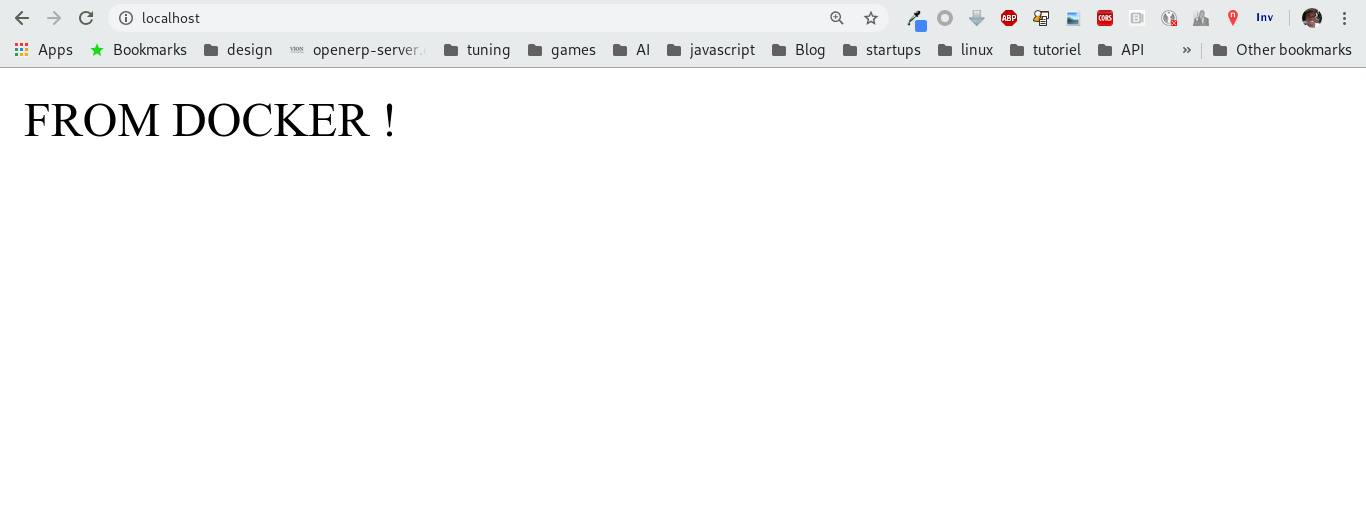 localhost
ABP
CORS
B
n
Inv
Apps
Bookmarks
design
VION
openerp-server.
tuning
games
AI
javascript
Blog
startups
linux
tutoriel
API
»
Other bookmarks
FROM DOCKER !